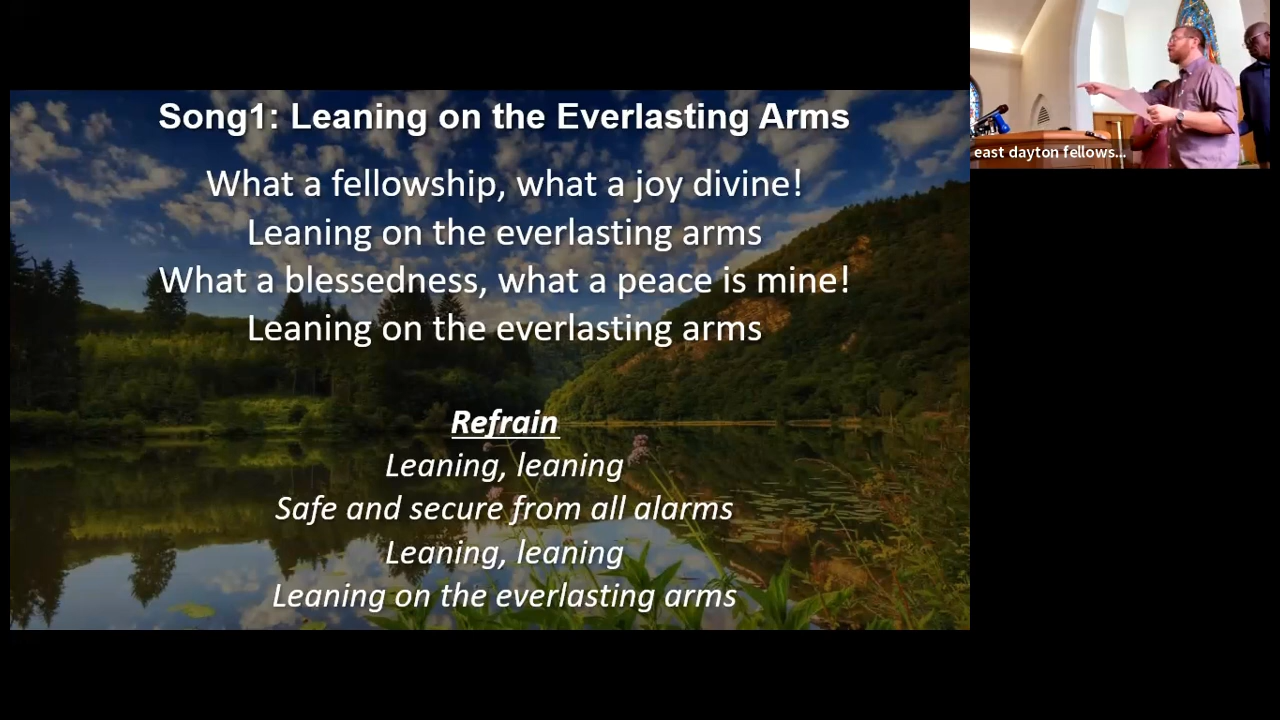 Song1: Leaning on the Everlasting Arms
What a fellowship, what a joy divine!
Leaning on the everlasting arms
What a blessedness, what a peace is mine!
Leaning on the everlasting arms
Refrain
Leaning, leaning
Safe and secure from all alarms
Leaning, leaning
Leaning on the everlasting arms
east dayton fellows...